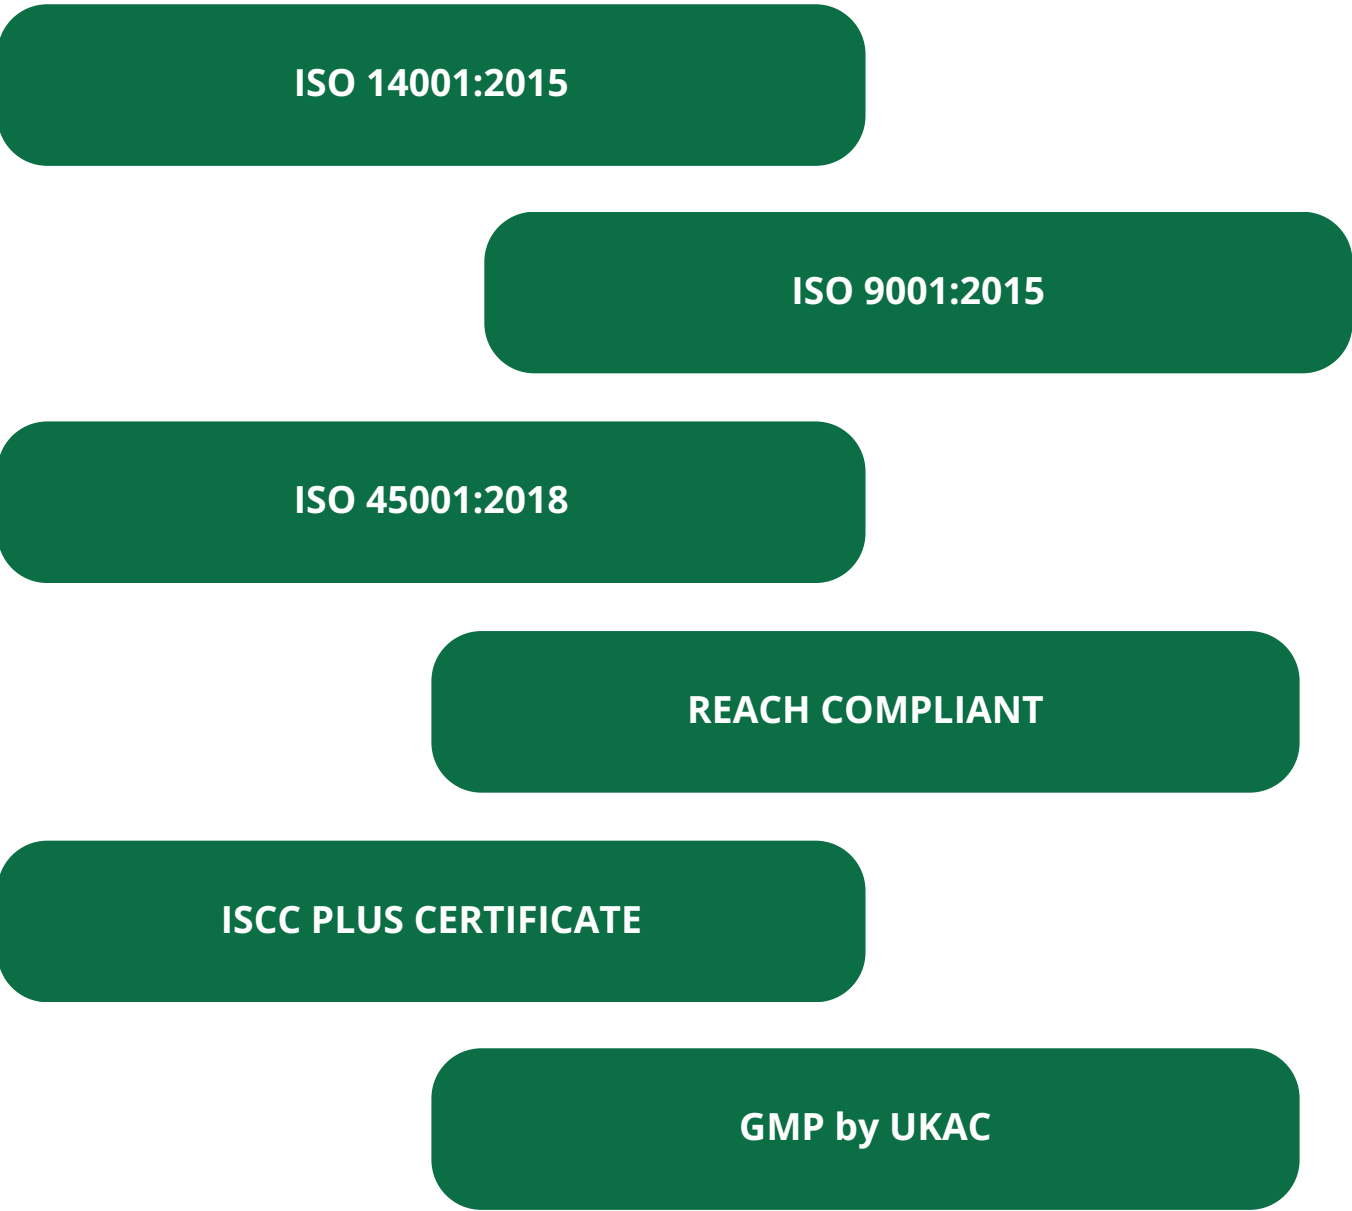 ISO 14001:2015
ISO 9001:2015
ISO 45001:2018
REACH COMPLIANT
ISCC PLUS CERTIFICATE
GMP by UKAC